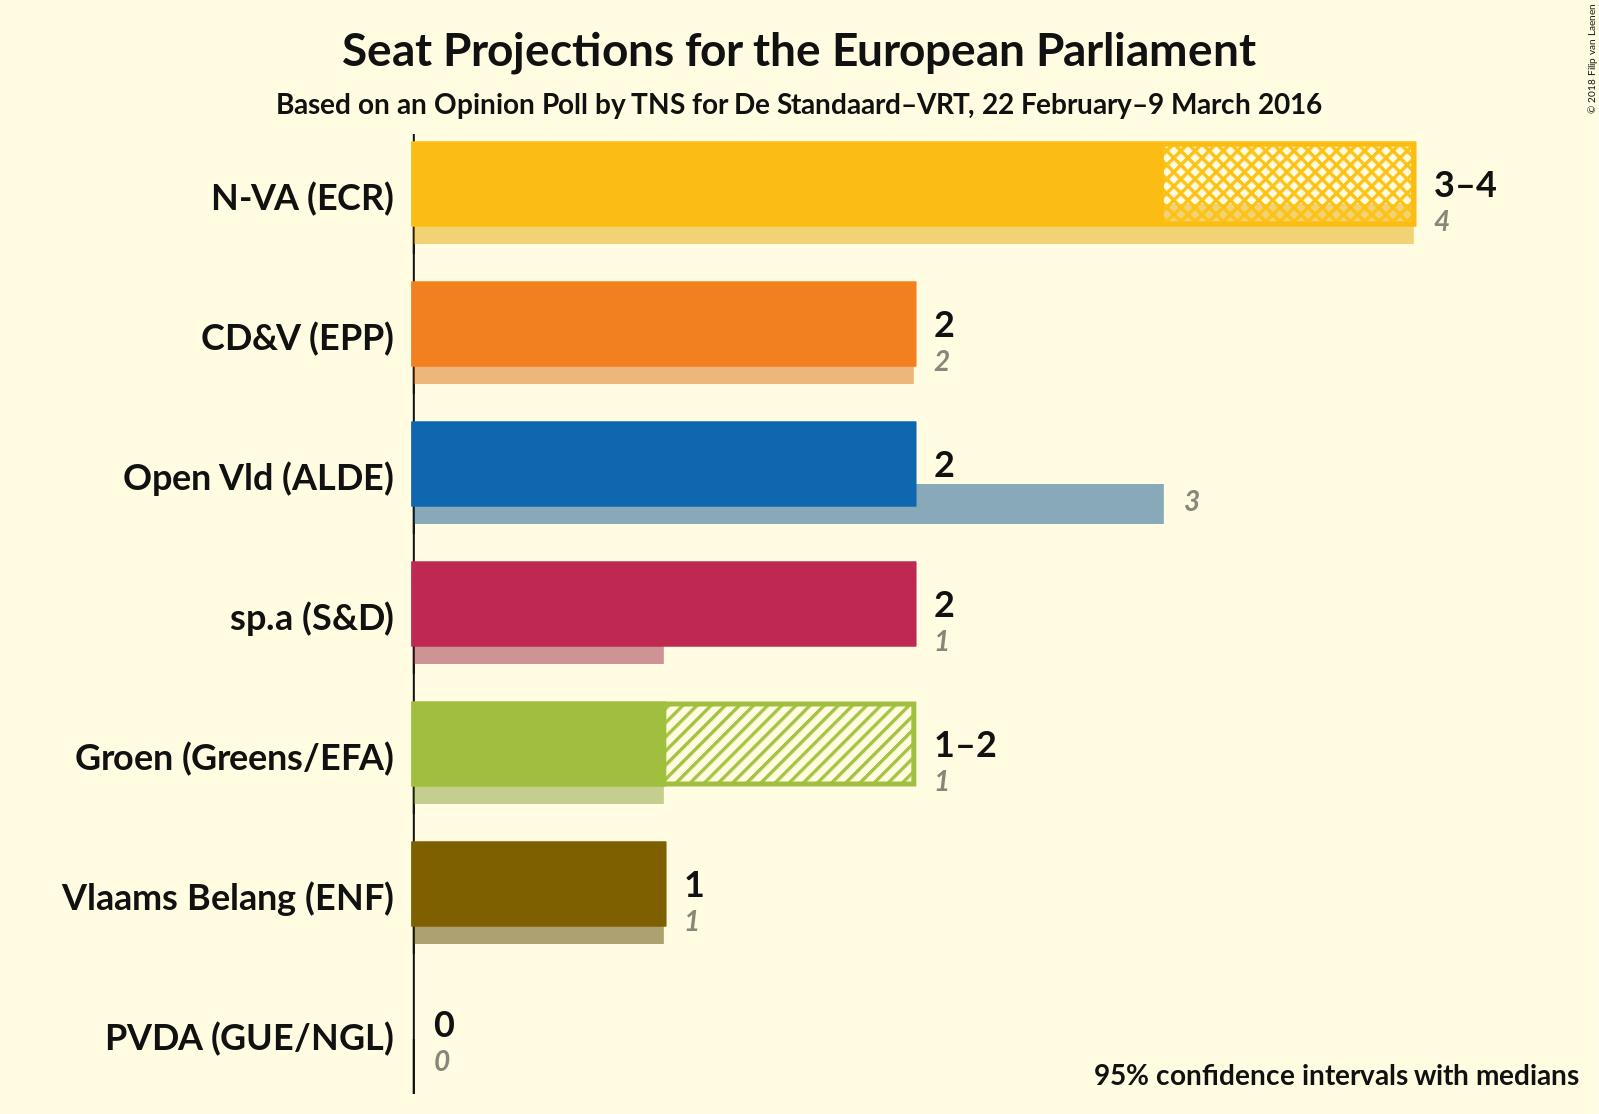 Seat Projections for the European Parliament
Based on an Opinion Poll by TNS for De Standaard–VRT, 22 February–9 March 2016
© 2018 Filip van Laenen
N-VA (ECR)
3–4
4
CD&V (EPP)
2
2
Open Vld (ALDE)
2
3
sp.a (S&D)
2
1
Groen (Greens/EFA)
1–2
1
Vlaams Belang (ENF)
1
1
PVDA (GUE/NGL)
0
0
95% confidence intervals with medians